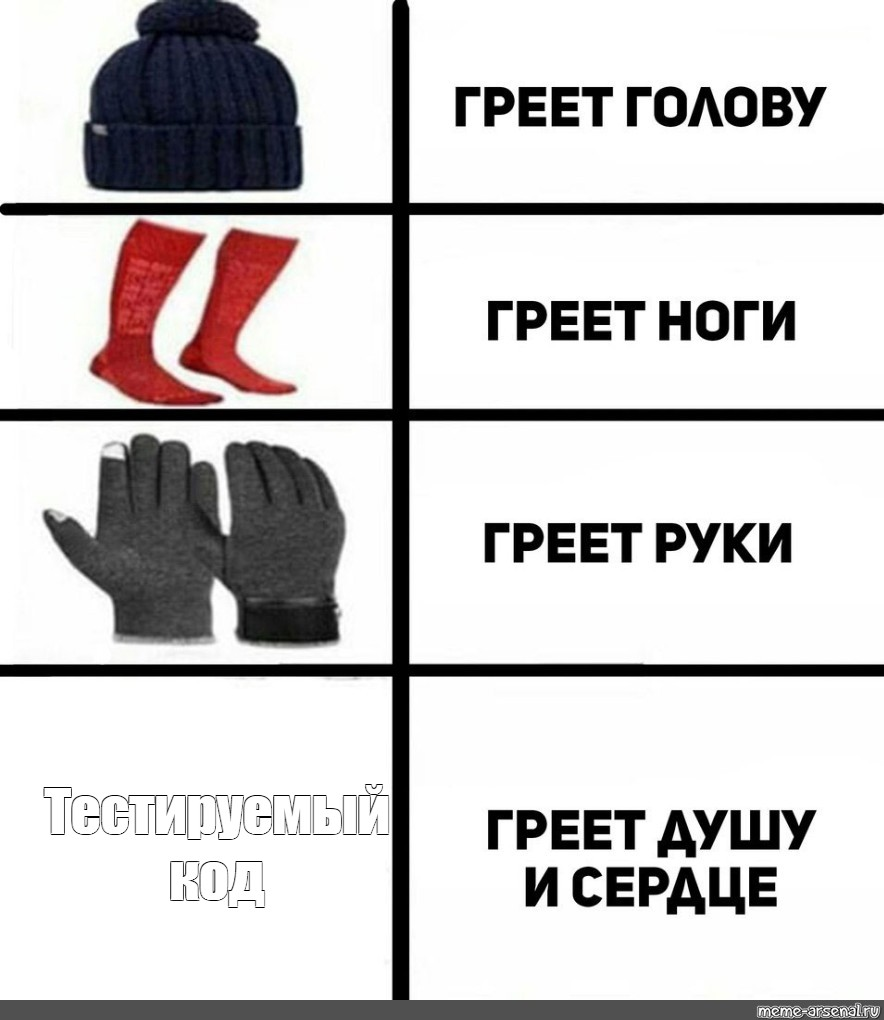 ГРЕЕТ ГОЛОВУ
ГРЕЕТ НОГИ
ГРЕЕТ РУКИ
Тестируемый
код
ГРЕЕТ ДУШУ
И СЕРДЦЕ
meme-arsenal.ru